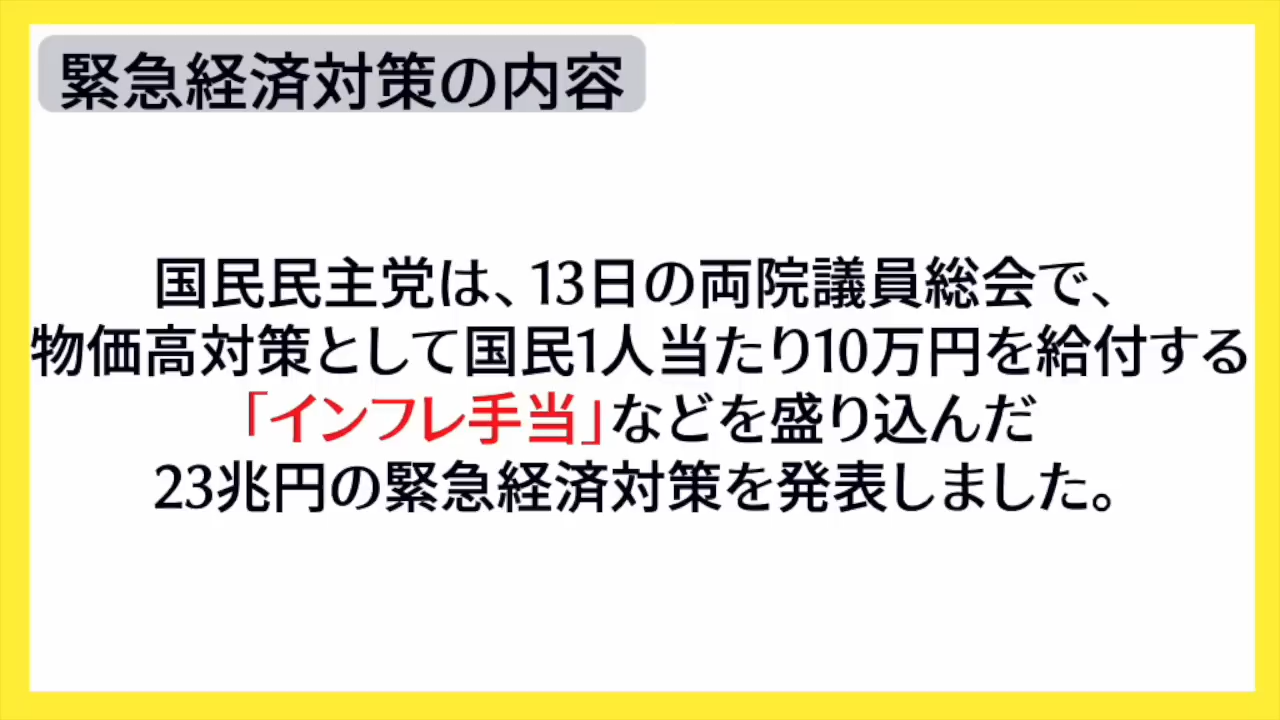 緊急経済対策の内容
国民民主党は、13日の両院議員総会で、
物価高対策として国民1人当たり10万円を給付する
「インフレ手当」などを盛り込んだ
23兆円の緊急経済対策を発表しました。